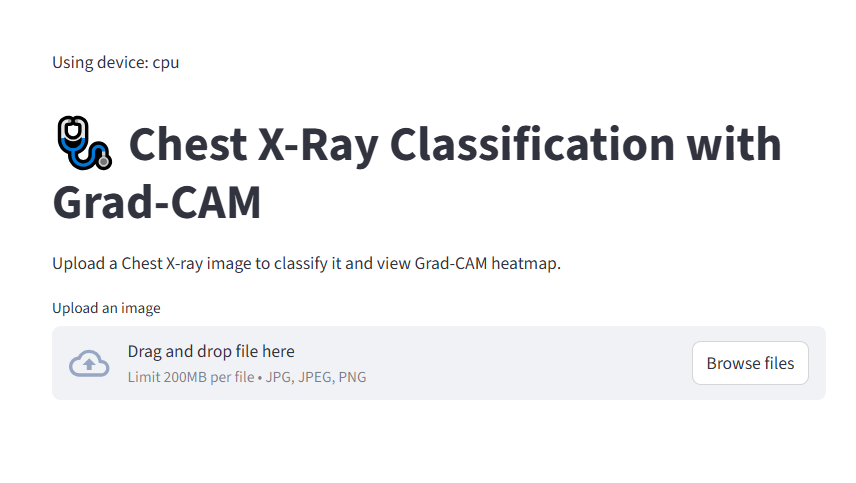 Using device: cpu
Chest X-Ray Classification with
Grad-CAM
Upload a Chest X-ray image to classify it and view Grad-CAM heatmap.
Upload an image
Drag and drop file here
Limit 200MB per file • JPG, JPEG, PNG
Browse files